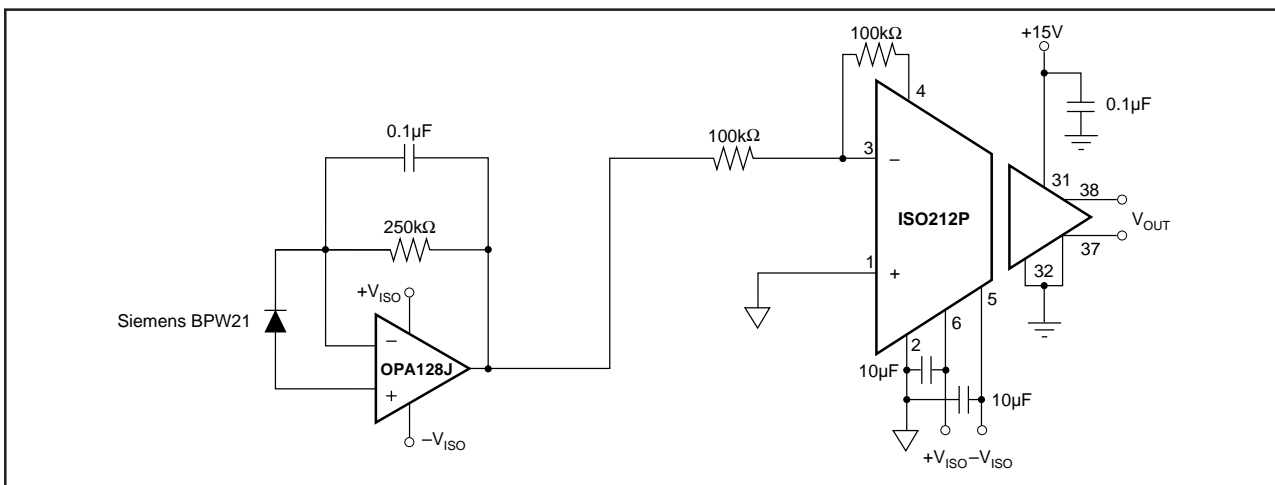 100kΩ
+15V
4
0.1µF
0.1µF
100kΩ
3
−
31
38
ISO212P
V_OUT
250kΩ
37
1
+
32
+V_ISO
5
Siemens BPW21
6
−
2
OPA128J
10µF
+
10µF
−V_ISO
+V_ISO −V_ISO